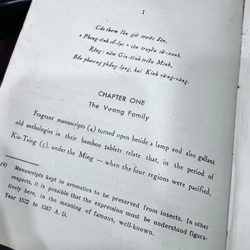 I
Cảo thơm lần giở trước đèn,
« Phong-tình cổ-lục » còn truyền sử-xanh.
Rằng: năm Gia-tĩnh triều Minh,
Bốn phương phẳng-lặng, hai Kinh vững-vàng.
CHAPTER ONE
The Vuong Family
Fragrant manuscripts (4) turned open beside a lamp and also gallant
old anthologies in their bamboo tablets relate that, in the period of
Kia-Tsing (5), under the Ming — when the four regions were pacified,
(4) Manuscripts kept in aromatics to be preserved from insects. In other
respects, it is possible that the expression must be understood figura-
tively here, in the meaning of famous, well-known.
Year 1522 to 1567 A. D.